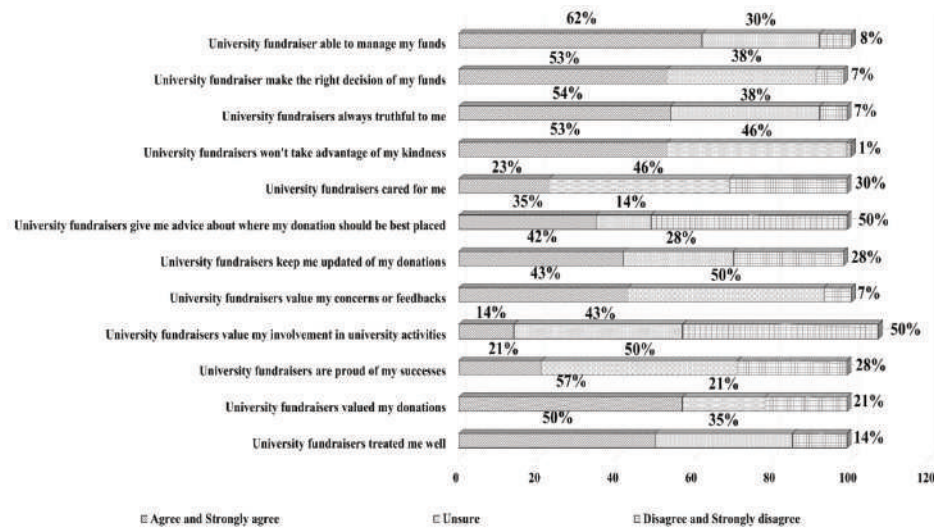 62% 30%
University fundraiser able to manage my funds 8%
53% 38%
University fundraiser make the right decision of my funds 7%
54% 38%
University fundraisers always truthful to me 7%
53% 46%
University fundraisers won't take advantage of my kindness 1%
23% 46%
University fundraisers cared for me 30%
35% 14%
University fundraisers give me advice about where my donation should be best placed 50%
42% 28%
University fundraisers keep me updated of my donations 28%
43% 50%
University fundraisers value my concerns or feedbacks 7%
14% 43%
University fundraisers value my involvement in university activities 50%
21% 50%
University fundraisers are proud of my successes 28%
57% 21%
University fundraisers valued my donations 21%
50% 35%
University fundraisers treated me well 14%
0 20 40 60 80 100 120
Agree and Strongly agree Unsure Disagree and Strongly disagree